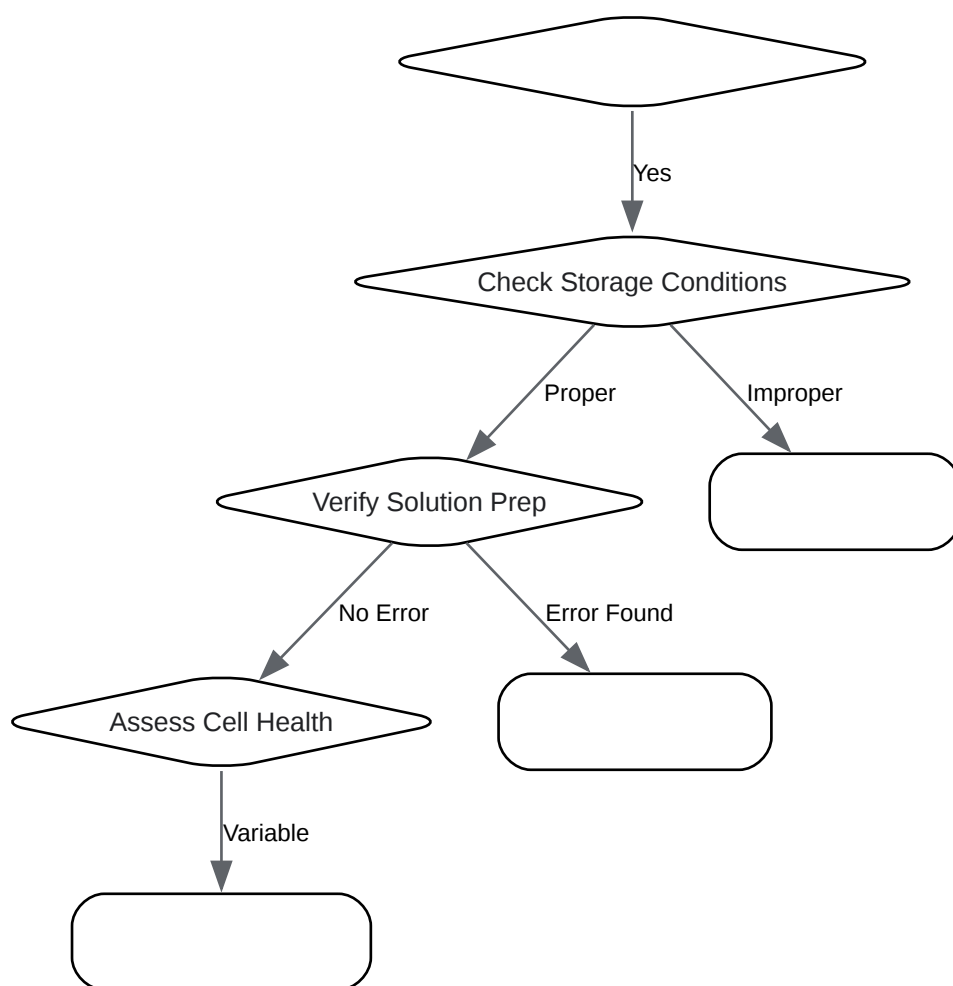 Yes
Check Storage Conditions
Proper
Improper
Verify Solution Prep
No Error
Error Found
Assess Cell Health
Variable